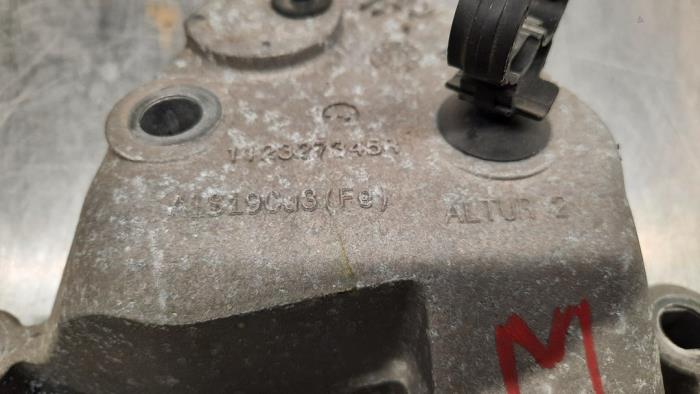 112327345R
AlSi9Cu3(Fe)
ALTUR 2
M